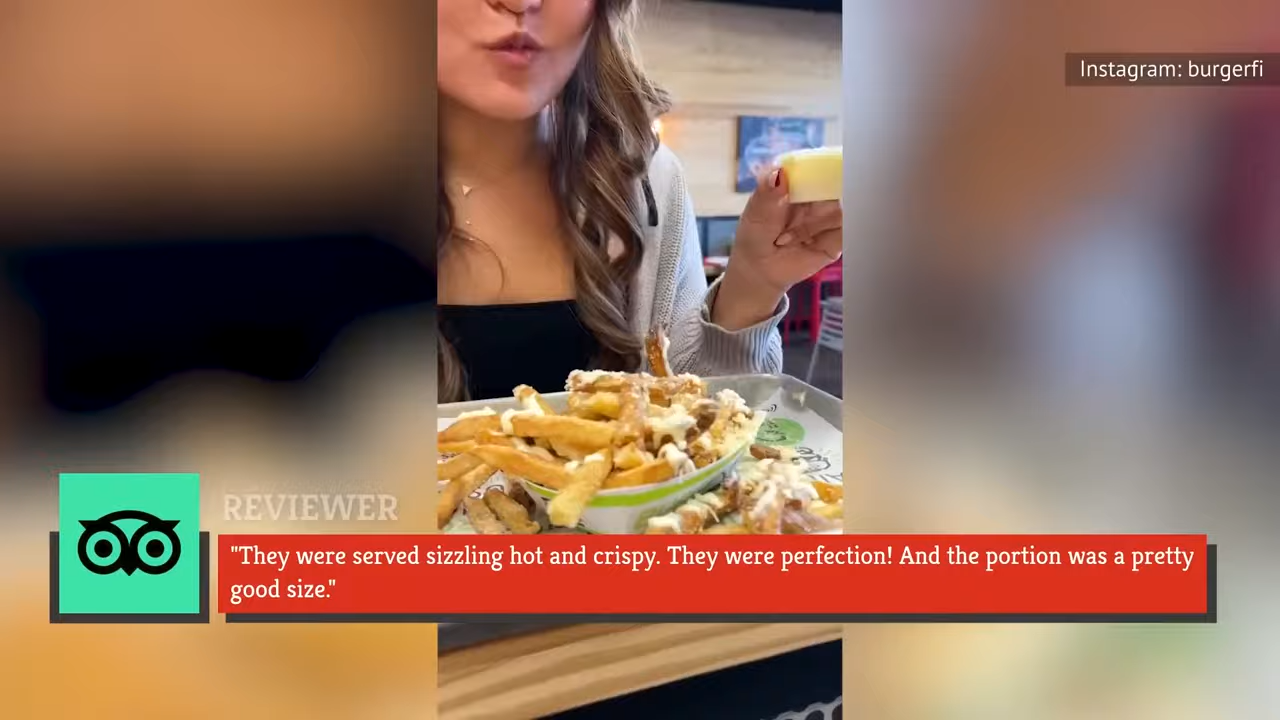 Instagram: burgerfi
REVIEWER
"They were served sizzling hot and crispy. They were perfection! And the portion was a pretty
good size."